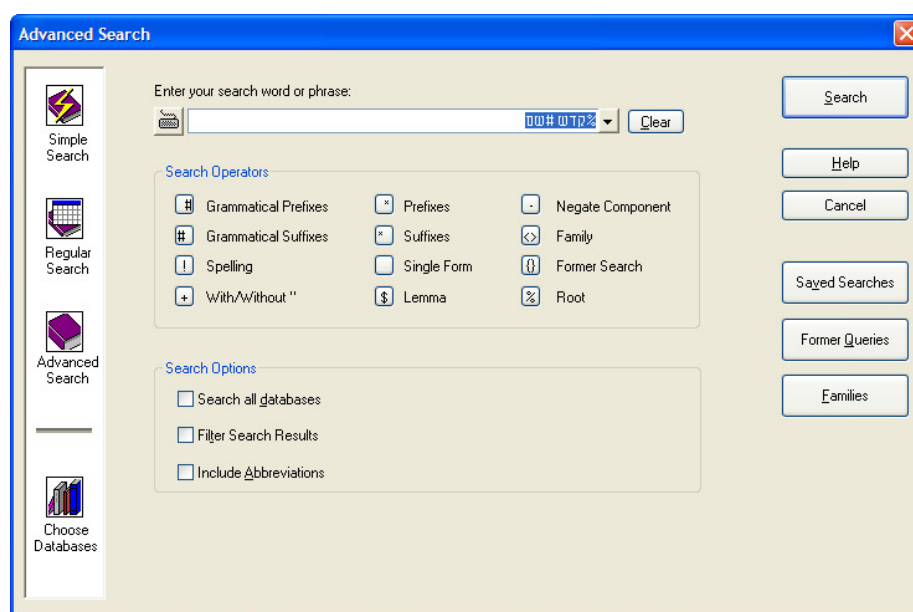 Advanced Search
Simple
Search
Regular
Search
Advanced
Search
Choose
Databases
Enter your search word or phrase:
%קדש #שם
Clear
Search Operators
# Grammatical Prefixes
* Prefixes
- Negate Component
# Grammatical Suffixes
* Suffixes
<> Family
! Spelling
Single Form
{} Former Search
+ With/Without "
$ Lemma
% Root
Search Options
Search all databases
Filter Search Results
Include Abbreviations
Search
Help
Cancel
Saved Searches
Former Queries
Families